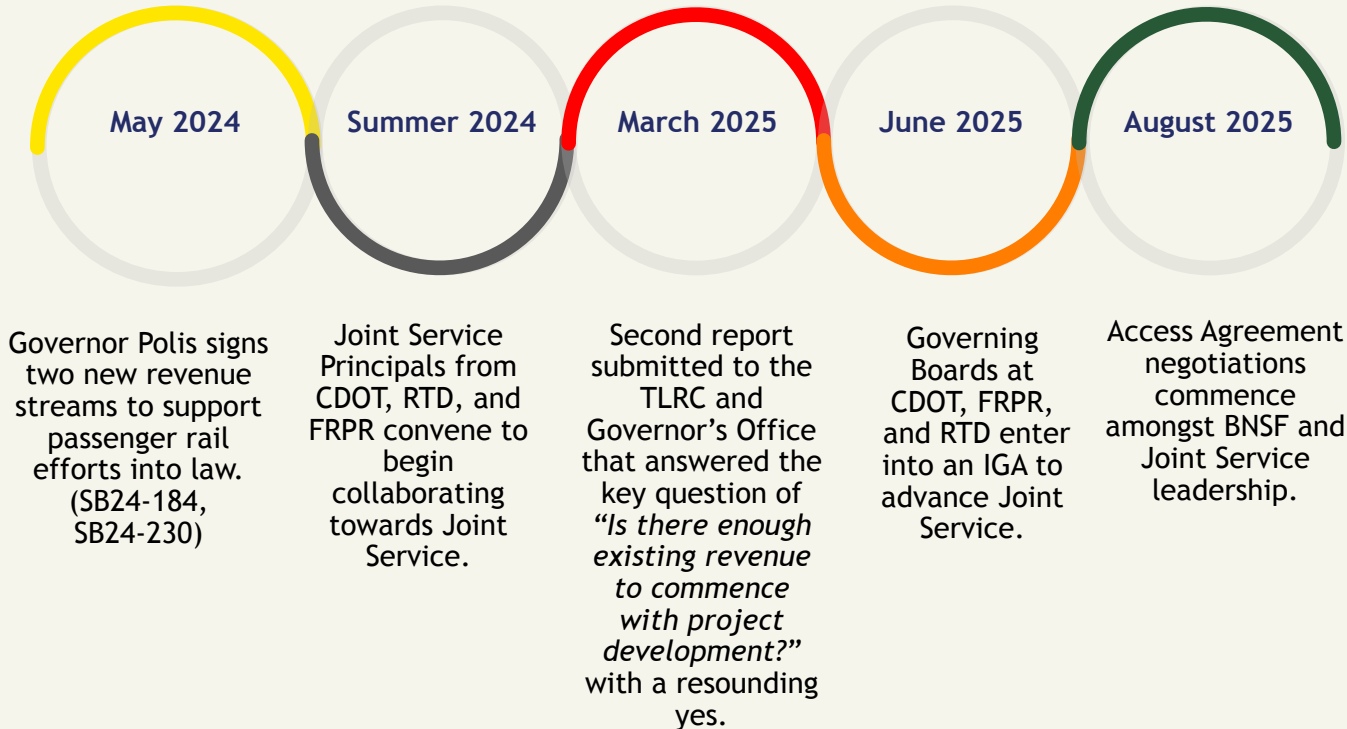 May 2024
Governor Polis signs
two new revenue
streams to support
passenger rail
efforts into law.
(SB24-184,
SB24-230)
Summer 2024
Joint Service
Principals from
CDOT, RTD, and
FRPR convene to
begin
collaborating
towards Joint
Service.
March 2025
Second report
submitted to the
TLRC and
Governor’s Office
that answered the
key question of
“Is there enough
existing revenue
to commence
with project
development?”
with a resounding
yes.
June 2025
Governing
Boards at
CDOT, FRPR,
and RTD enter
into an IGA to
advance Joint
Service.
August 2025
Access Agreement
negotiations
commence
amongst BNSF and
Joint Service
leadership.